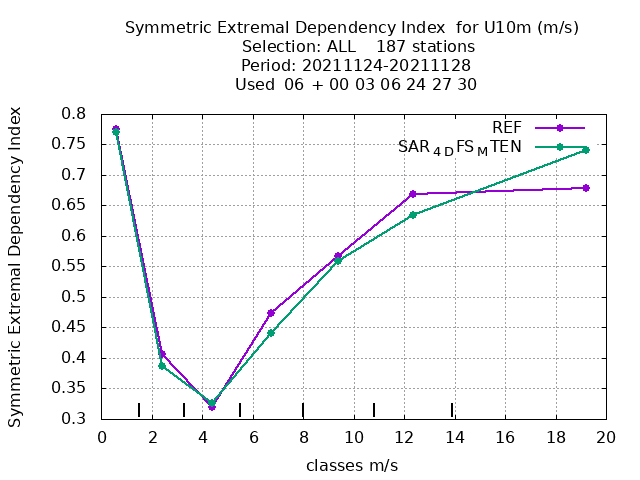 Symmetric Extremal Dependency Index  for U10m (m/s)
Selection: ALL    187 stations
Period: 20211124-20211128
Used  06  + 00 03 06 24 27 30
Symmetric Extremal Dependency Index
0.8
0.75
0.7
0.65
0.6
0.55
0.5
0.45
0.4
0.35
0.3
REF
SAR4DFSMTEN
0 2 4 6 8 10 12 14 16 18 20
classes m/s